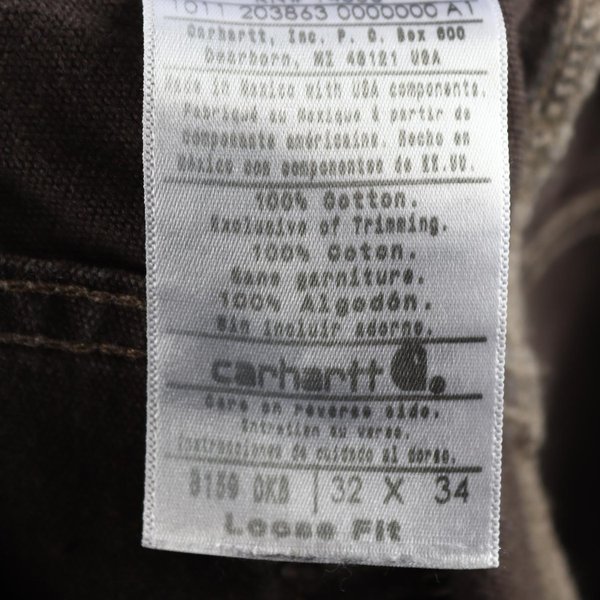 1011 203863 0000000 A1
Carhartt, Inc. P. O. Box 600
Dearborn, MI 48121 USA
Made in Mexico with USA components.
Fabriqué au Mexique à partir de
composants américains. Hecho en
México con componentes de EE.UU.
100% Cotton.
Exclusive of Trimming.
100% Coton.
Sans garniture.
100% Algodón.
Sin incluir adorno.
carhartt
Care on reverse side.
Entretien au verso.
Instrucciones de cuidado al dorso.
B159 DKB 32 X 34
Loose Fit